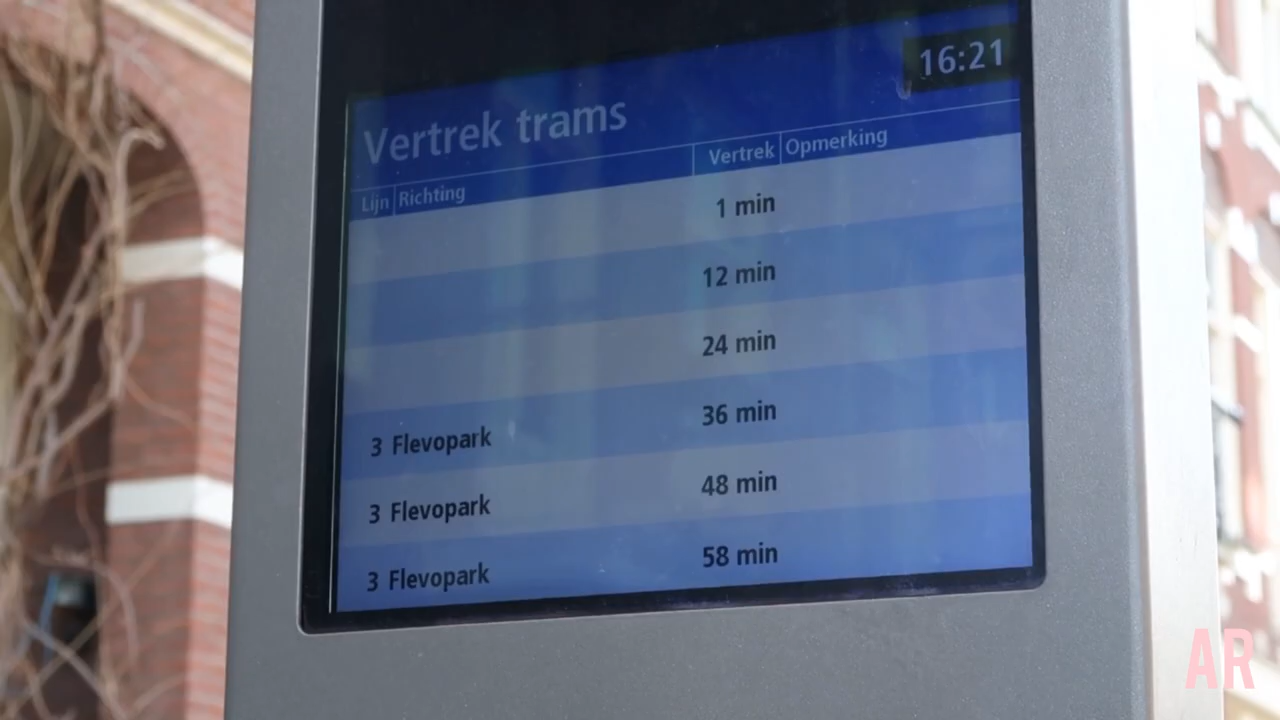 16:21
Vertrek trams
Lijn Richting Vertrek Opmerking
1 min
12 min
24 min
3 Flevopark 36 min
3 Flevopark 48 min
3 Flevopark 58 min
AR